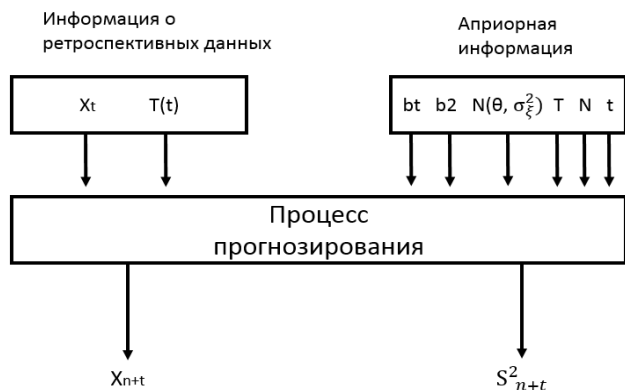 Информация о
ретроспективных данных
Априорная
информация
Xt T(t)
bt b2 N(θ, σ²ξ) T N t
Процесс
прогнозирования
Xn+t
S²n+t